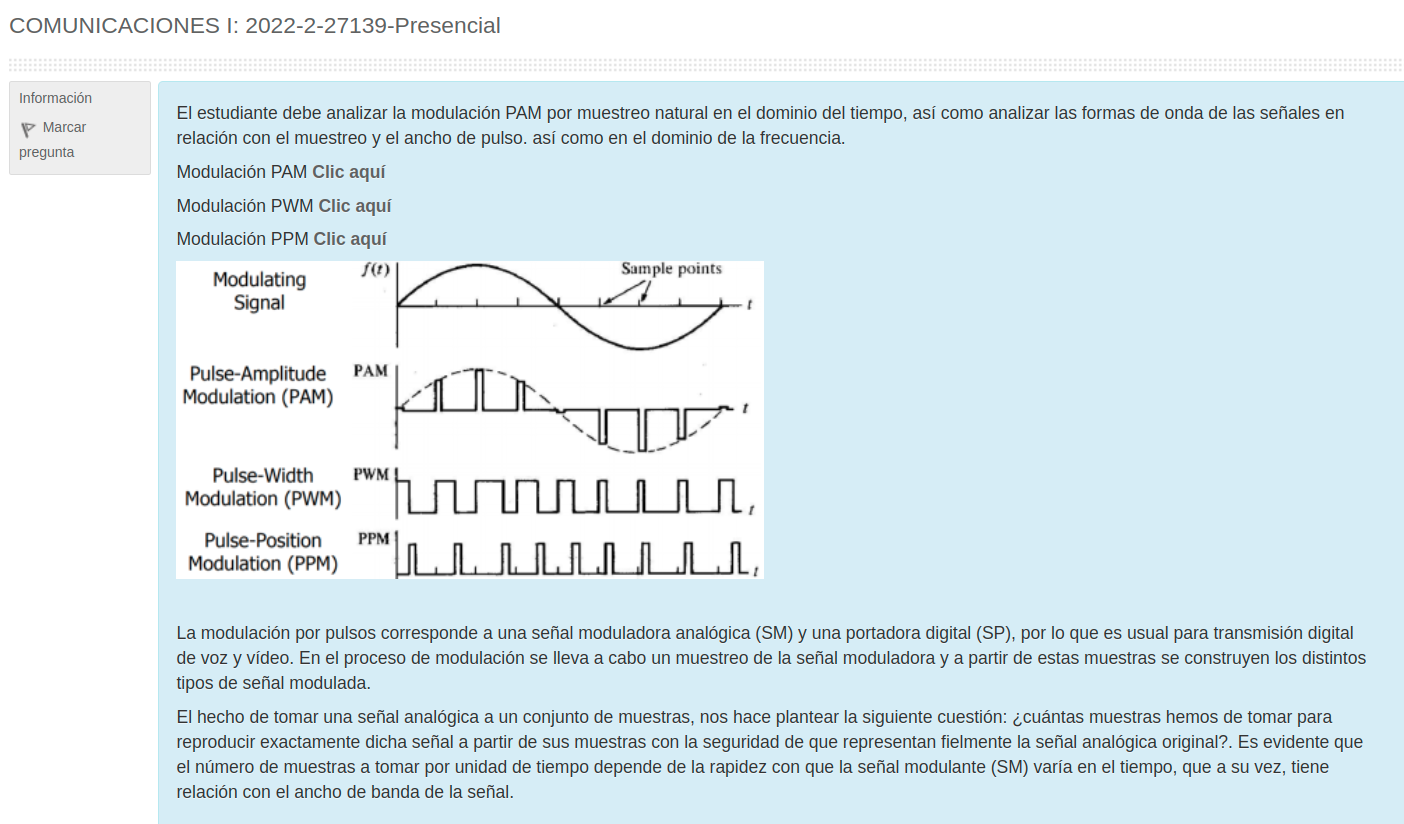 COMUNICACIONES I: 2022-2-27139-Presencial
Información
Marcar
pregunta
El estudiante debe analizar la modulación PAM por muestreo natural en el dominio del tiempo, así como analizar las formas de onda de las señales en
relación con el muestreo y el ancho de pulso. así como en el dominio de la frecuencia.
Modulación PAM Clic aquí
Modulación PWM Clic aquí
Modulación PPM Clic aquí
Modulating
Signal
f(t)
Sample points
t
Pulse-Amplitude
Modulation (PAM)
PAM
t
Pulse-Width
Modulation (PWM)
PWM
t
Pulse-Position
Modulation (PPM)
PPM
t
La modulación por pulsos corresponde a una señal moduladora analógica (SM) y una portadora digital (SP), por lo que es usual para transmisión digital
de voz y vídeo. En el proceso de modulación se lleva a cabo un muestreo de la señal moduladora y a partir de estas muestras se construyen los distintos
tipos de señal modulada.
El hecho de tomar una señal analógica a un conjunto de muestras, nos hace plantear la siguiente cuestión: ¿cuántas muestras hemos de tomar para
reproducir exactamente dicha señal a partir de sus muestras con la seguridad de que representan fielmente la señal analógica original?. Es evidente que
el número de muestras a tomar por unidad de tiempo depende de la rapidez con que la señal modulante (SM) varía en el tiempo, que a su vez, tiene
relación con el ancho de banda de la señal.